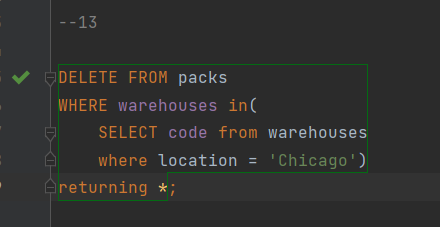 --13
DELETE FROM packs
WHERE warehouses in(
SELECT code from warehouses
where location = 'Chicago')
returning *;